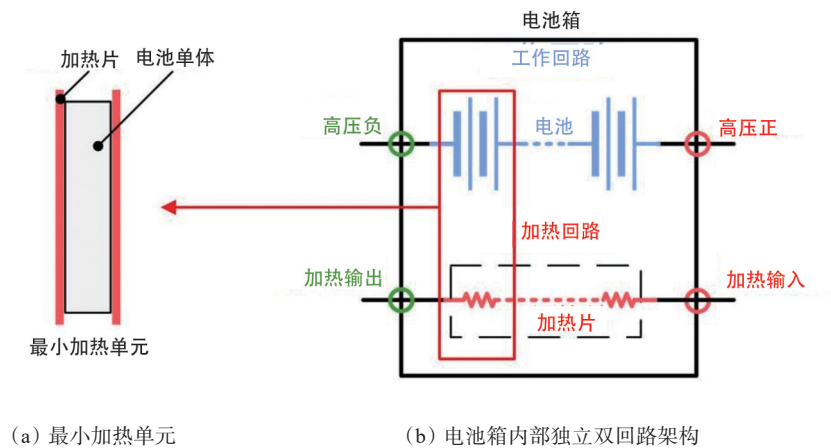 电池箱
工作回路
加热片
电池单体
高压负
电池
高压正
加热回路
加热输出
加热输入
加热片
最小加热单元
(a) 最小加热单元
(b) 电池箱内部独立双回路架构